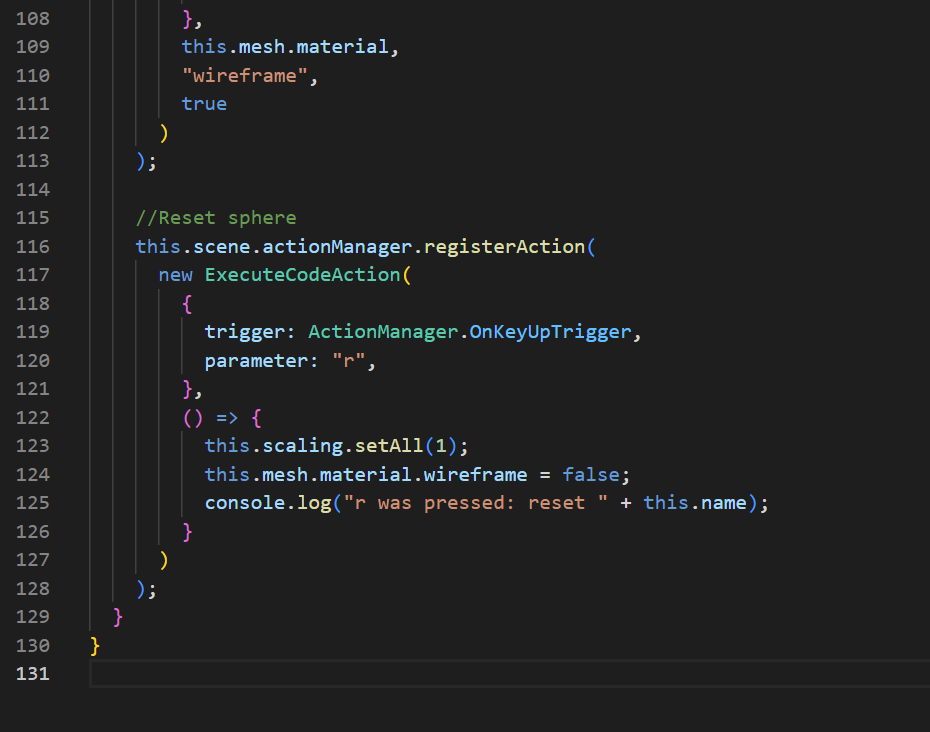 108 },
109 this.mesh.material,
110 "wireframe",
111 true
112 )
113 );
114
115 //Reset sphere
116 this.scene.actionManager.registerAction(
117 new ExecuteCodeAction(
118 {
119 trigger: ActionManager.OnKeyUpTrigger,
120 parameter: "r",
121 },
122 () => {
123 this.scaling.setAll(1);
124 this.mesh.material.wireframe = false;
125 console.log("r was pressed: reset " + this.name);
126 }
127 )
128 );
129 }
130 }
131